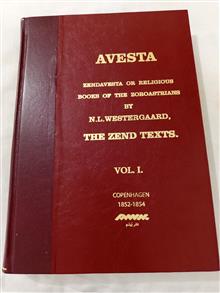 AVESTA
ZENDAVESTA OR RELIGIOUS
BOOKS OF THE ZOROASTRIANS
BY
N.L.WESTERGAARD,
THE ZEND TEXTS.
VOL. I.
COPENHAGEN
1852-1854